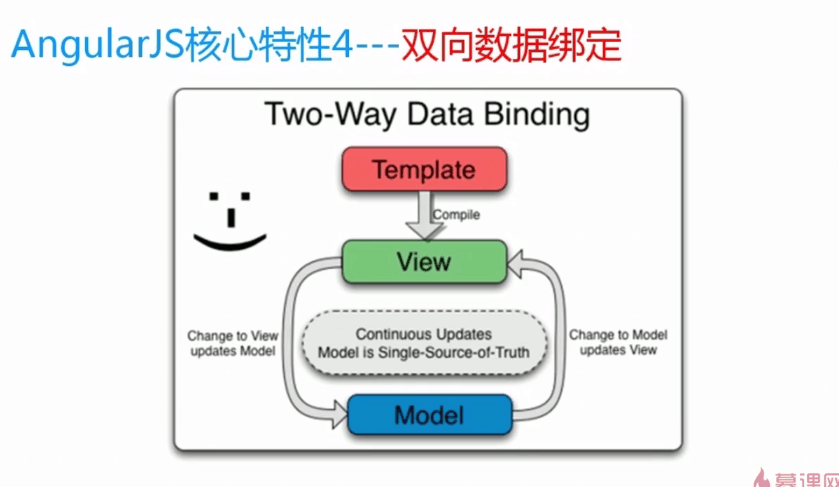 AngularJS核心特性4---双向数据绑定
Two-Way Data Binding
Template
Compile
View
Change to View
updates Model
Continuous Updates
Model is Single-Source-of-Truth
Change to Model
updates View
Model
慕课网